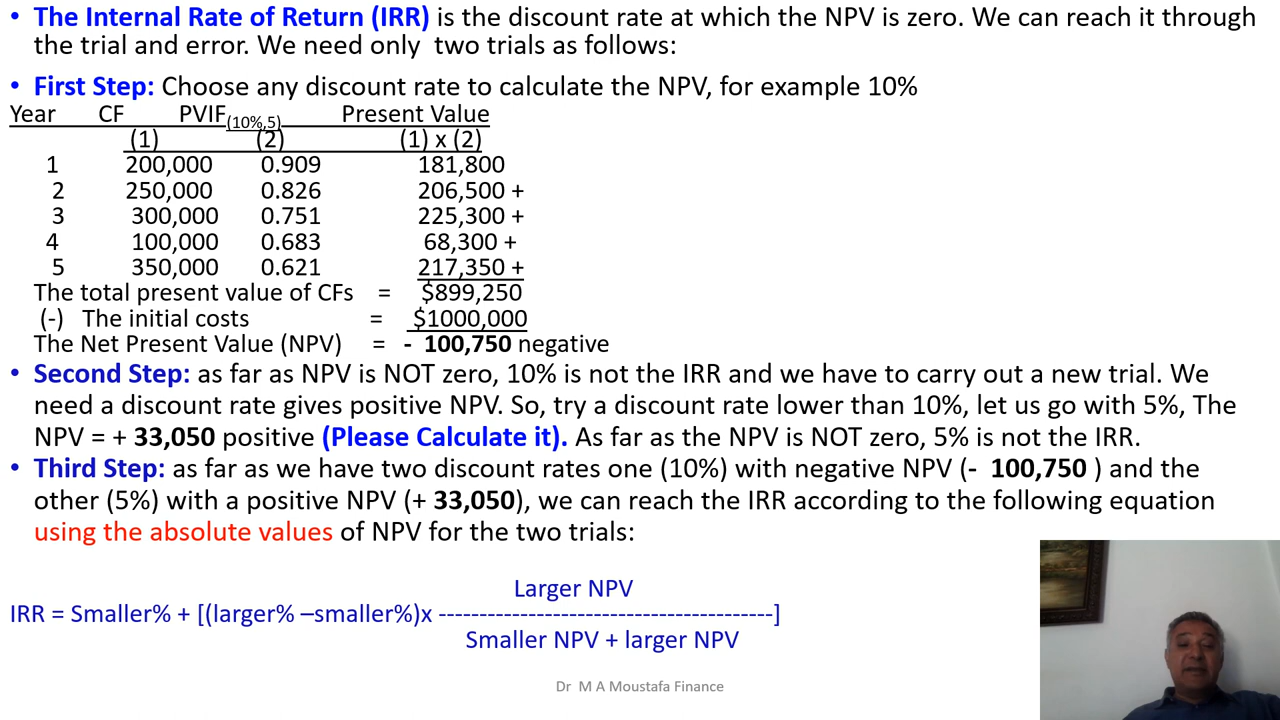 • The Internal Rate of Return (IRR) is the discount rate at which the NPV is zero. We can reach it through
the trial and error. We need only two trials as follows:
• First Step: Choose any discount rate to calculate the NPV, for example 10%
Year CF PVIF(10%,5) Present Value
(1) (2) (1) x (2)
1 200,000 0.909 181,800
2 250,000 0.826 206,500 +
3 300,000 0.751 225,300 +
4 100,000 0.683 68,300 +
5 350,000 0.621 217,350 +
The total present value of CFs = $899,250
(-) The initial costs = $1000,000
The Net Present Value (NPV) = - 100,750 negative
• Second Step: as far as NPV is NOT zero, 10% is not the IRR and we have to carry out a new trial. We
need a discount rate gives positive NPV. So, try a discount rate lower than 10%, let us go with 5%, The
NPV = + 33,050 positive (Please Calculate it). As far as the NPV is NOT zero, 5% is not the IRR.
• Third Step: as far as we have two discount rates one (10%) with negative NPV (- 100,750 ) and the
other (5%) with a positive NPV (+ 33,050), we can reach the IRR according to the following equation
using the absolute values of NPV for the two trials:
Larger NPV
IRR = Smaller% + [(larger% –smaller%)x -----------------------------------------]
Smaller NPV + larger NPV
Dr M A Moustafa Finance